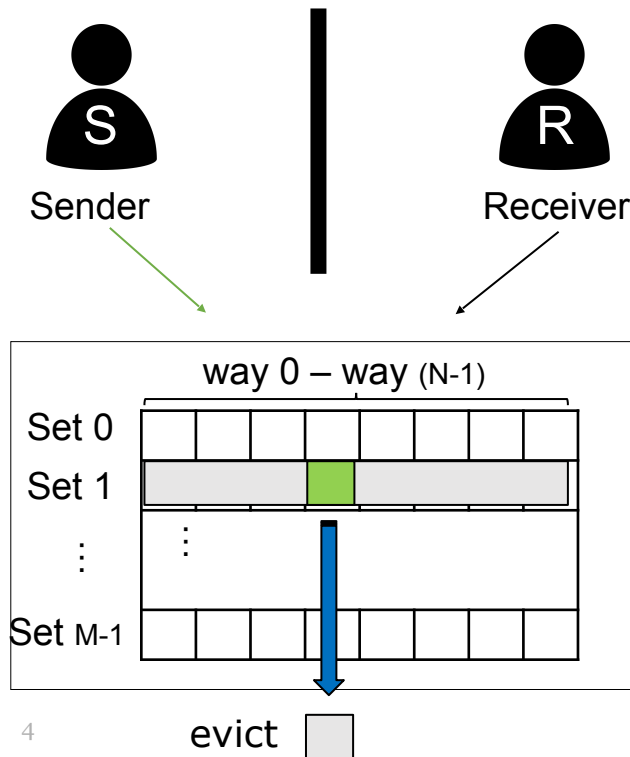 S
R
Sender
Receiver
way 0 – way (N-1)
Set 0
Set 1
⋮
⋮
Set M-1
4
evict